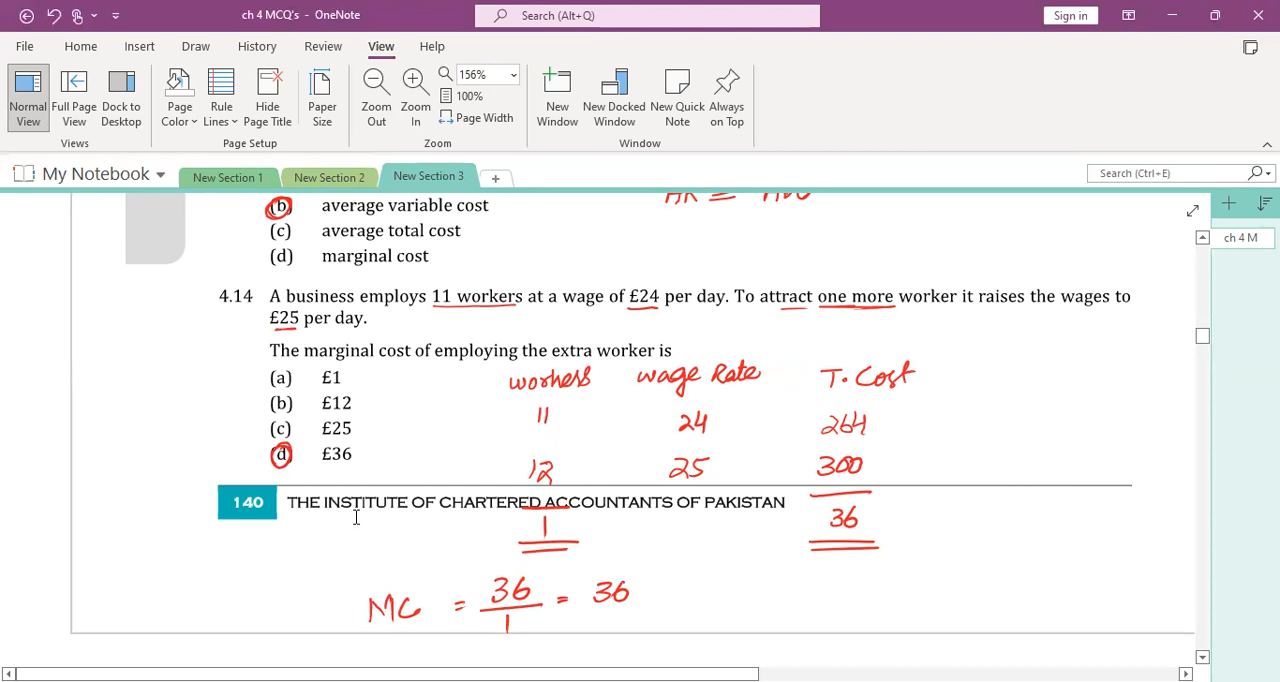 ch 4 MCQ's - OneNote
Search (Alt+Q)
Sign in
File Home Insert Draw History Review View Help
Normal View
Full Page View
Dock to Desktop
Page Color
Rule Lines
Hide Page Title
Paper Size
Zoom Out
Zoom In
156%
100%
Page Width
New Window
New Docked Window
New Quick Note
Always on Top
Views Page Setup Zoom Window
My Notebook New Section 1 New Section 2 New Section 3 +
Search (Ctrl+E)
ch 4 M
(b) average variable cost
(c) average total cost
(d) marginal cost
4.14 A business employs 11 workers at a wage of £24 per day. To attract one more worker it raises the wages to
£25 per day.
The marginal cost of employing the extra worker is
(a) £1
(b) £12
(c) £25
(d) £36
workers wage Rate T. Cost
11 24 264
12 25 300
140 THE INSTITUTE OF CHARTERED ACCOUNTANTS OF PAKISTAN
1 36
MC = 36/1 = 36